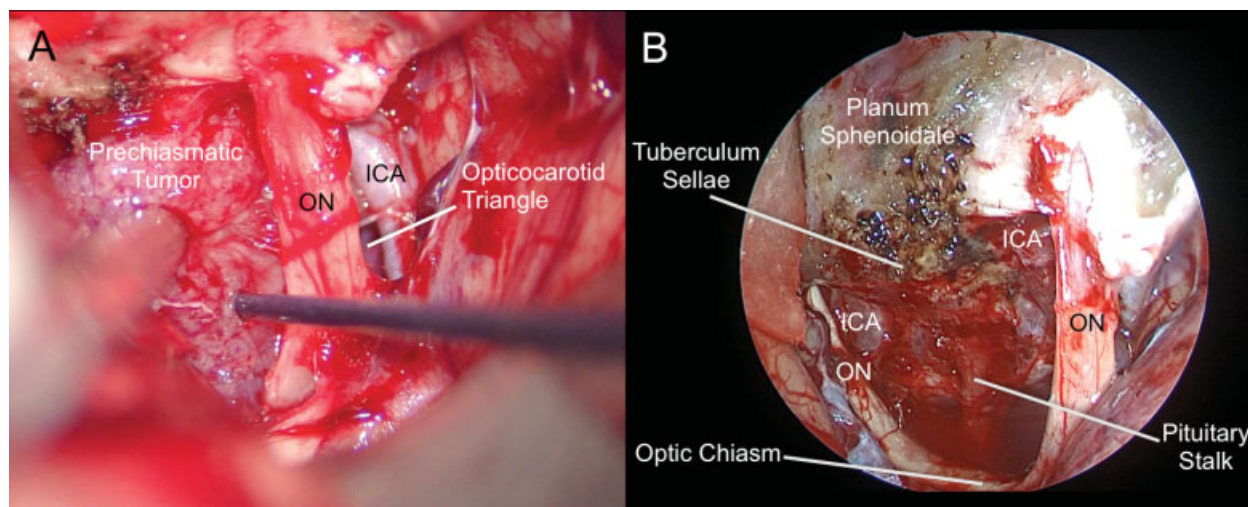 A
Prechiasmatic
Tumor
ON
ICA
Opticocarotid
Triangle
B
Planum
Sphenoidale
Tuberculum
Sellae
ICA
ICA
ON
ON
Optic Chiasm
Pituitary
Stalk